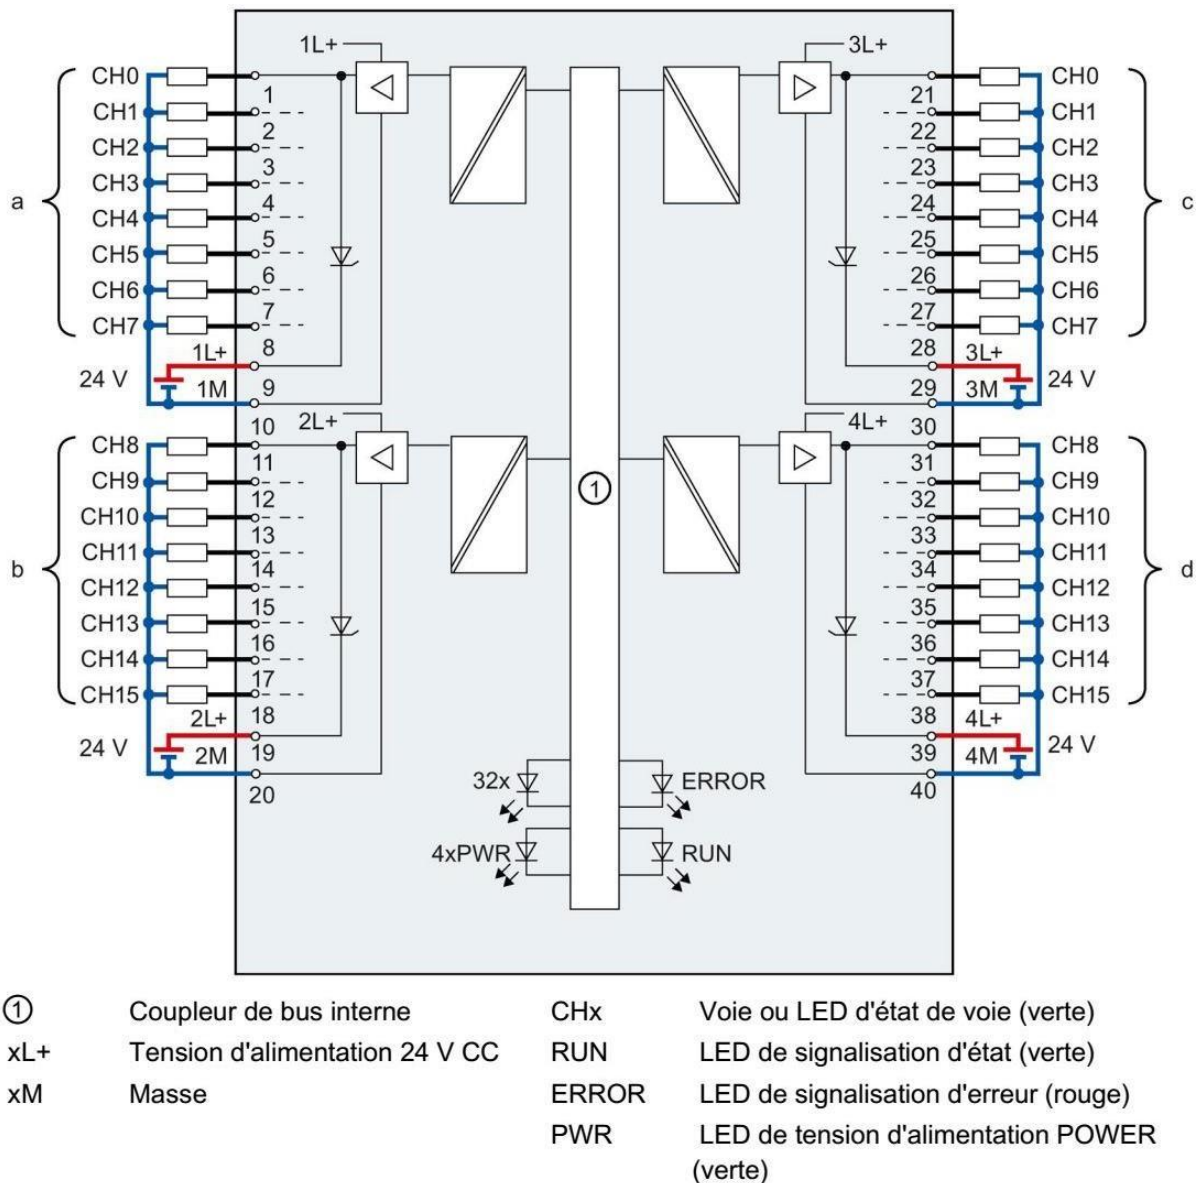 1L+ 3L+
CH0 CH0
1 21
CH1 CH1
2 22
CH2 CH2
3 23
CH3 CH3
a c
4 24
CH4 CH4
5 25
CH5 CH5
6 26
CH6 CH6
7 27
CH7 CH7
8 28
1L+ 3L+
24 V 24 V
1M 9 29 3M
2L+ 4L+
10 30
CH8 CH8
11 31
CH9 CH9
① 
12 32
CH10 CH10
13 33
CH11 CH11
b d
14 34
CH12 CH12
15 35
CH13 CH13
16 36
CH14 CH14
17 37
CH15 CH15
2L+ 18 38 4L+
24 V 24 V
2M 19 39 4M
32x ERROR
20 40
4xPWR RUN
① Coupleur de bus interne CHx Voie ou LED d'état de voie (verte)
xL+ Tension d'alimentation 24 V CC RUN LED de signalisation d'état (verte)
xM Masse ERROR LED de signalisation d'erreur (rouge)
PWR LED de tension d'alimentation POWER
(verte)